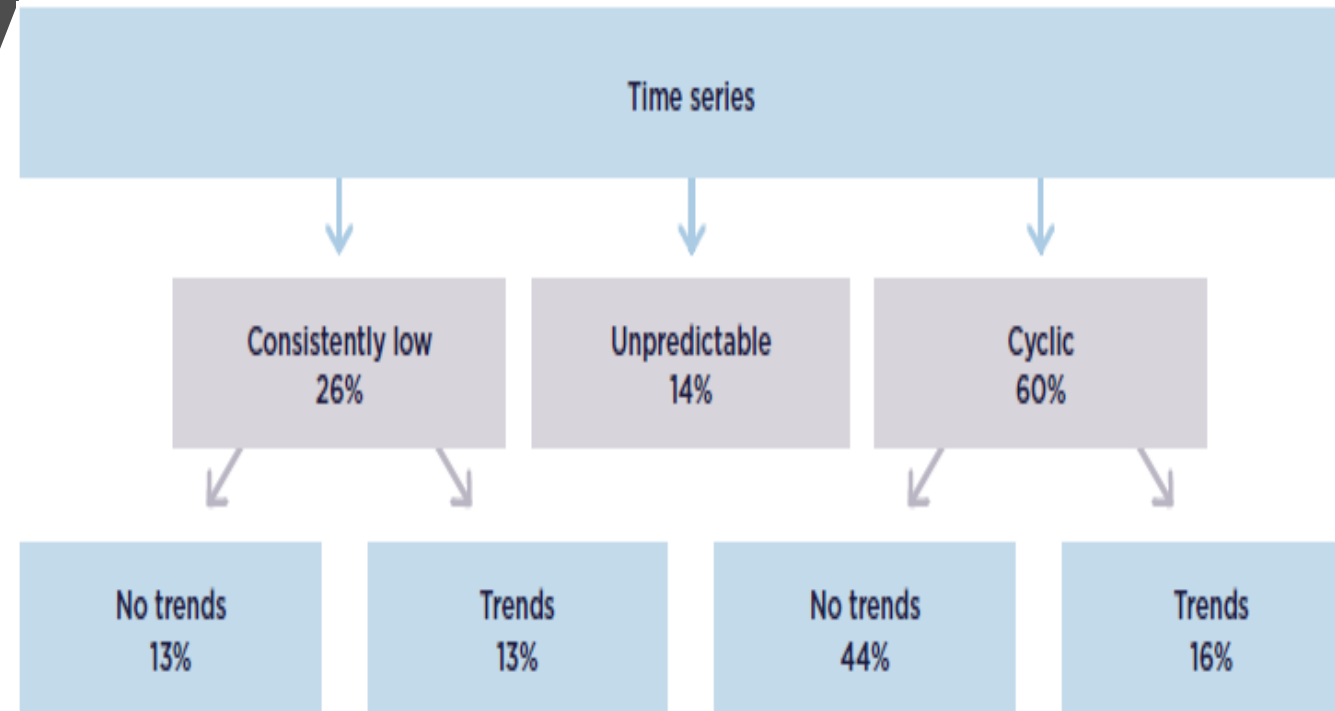 Time series
Consistently low
26%
Unpredictable
14%
Cyclic
60%
No trends
13%
Trends
13%
No trends
44%
Trends
16%